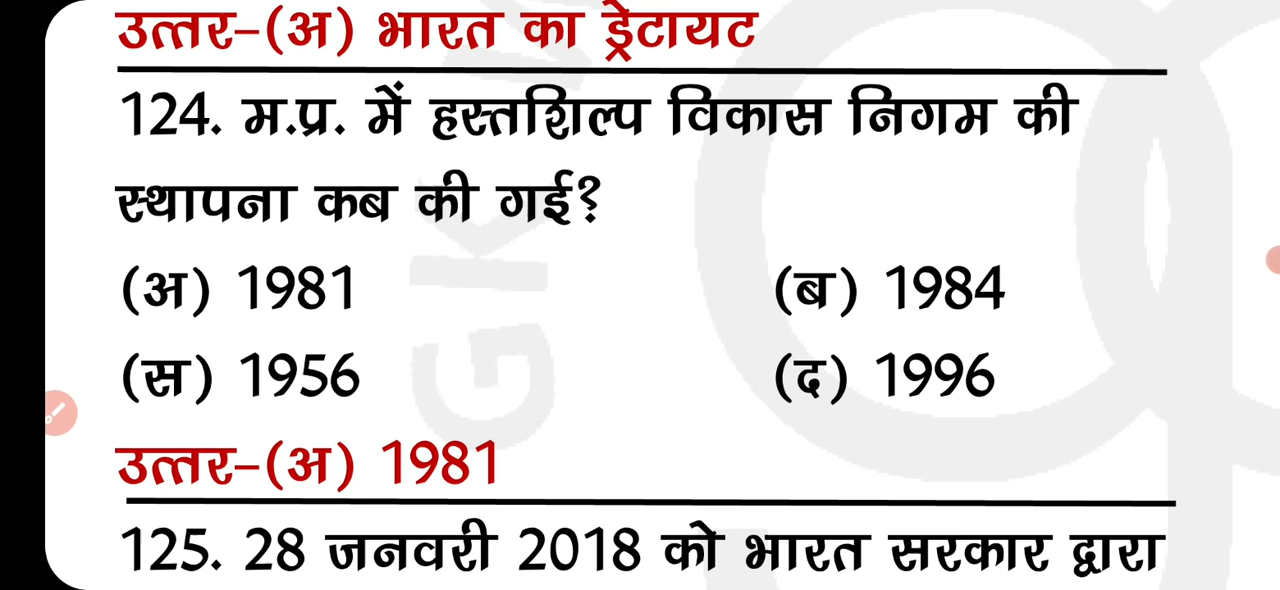 उत्तर–(अ) भारत का ड्रेटायट
124. म.प्र. में हस्तशिल्प विकास निगम की
स्थापना कब की गई?
(अ) 1981 (ब) 1984
(स) 1956 (द) 1996
उत्तर–(अ) 1981
125. 28 जनवरी 2018 को भारत सरकार द्वारा